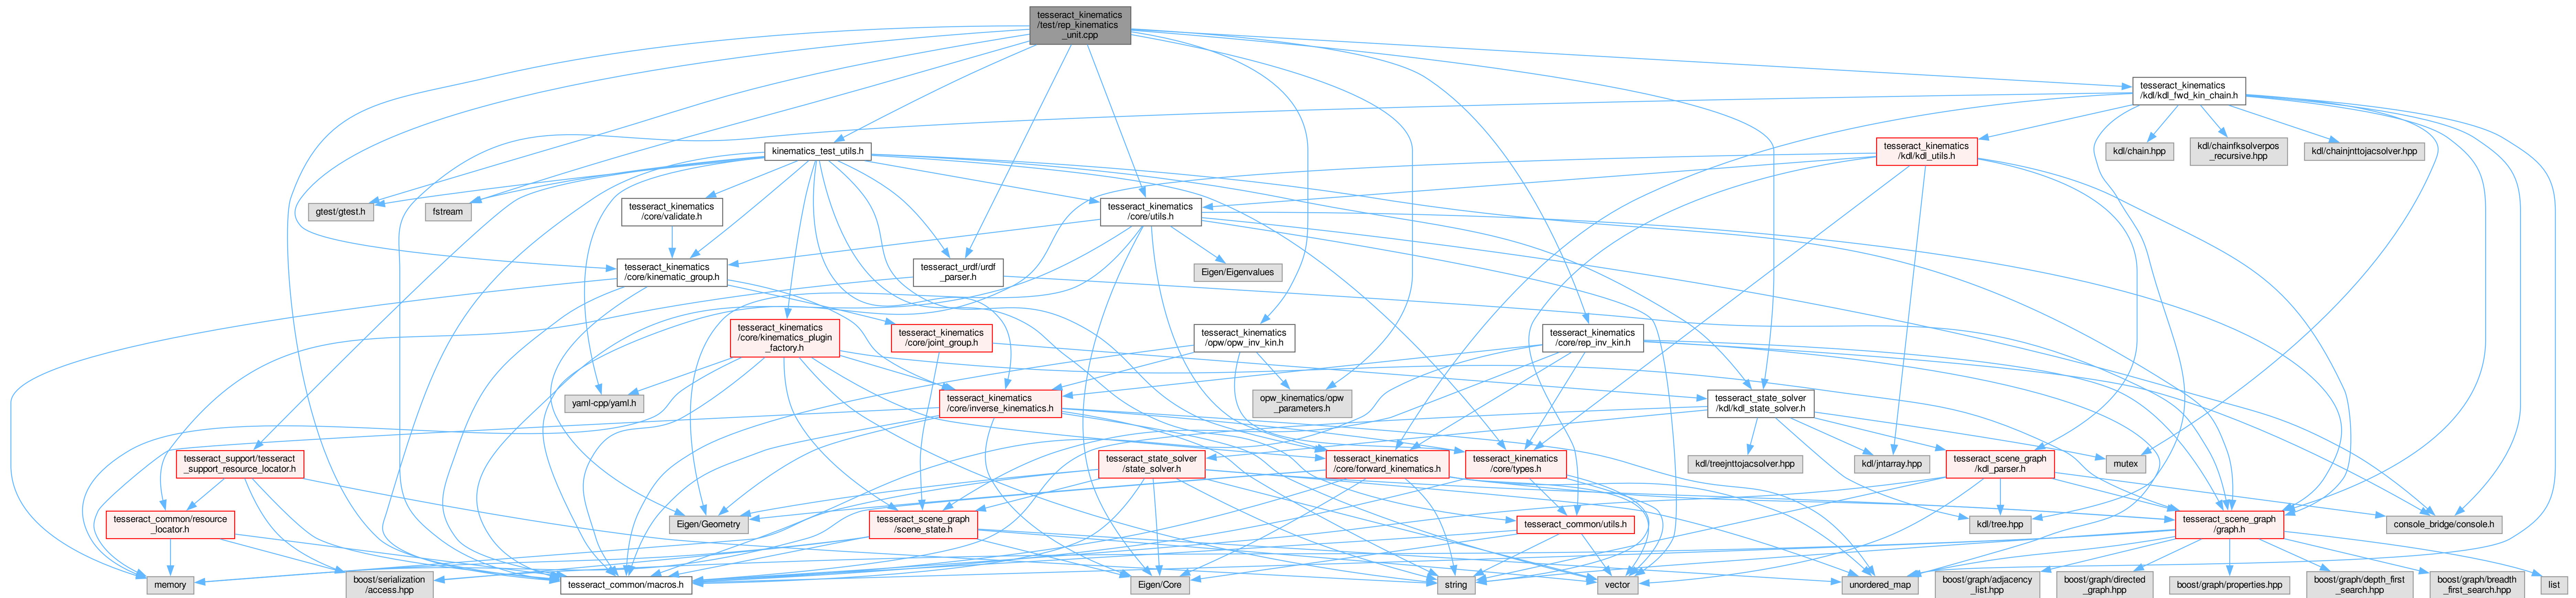 tesseract_kinematics
/test/rep_kinematics
_unit.cpp
tesseract_kinematics
/kdl/kdl_fwd_kin_chain.h
kinematics_test_utils.h
tesseract_kinematics
/kdl/kdl_utils.h
kdl/chain.hpp
kdl/chainfksolverpos
_recursive.hpp
kdl/chainjnttojacsolver.hpp
gtest/gtest.h
fstream
tesseract_kinematics
/core/validate.h
tesseract_kinematics
/core/utils.h
tesseract_kinematics
/core/kinematic_group.h
tesseract_urdf/urdf
_parser.h
Eigen/Eigenvalues
tesseract_kinematics
/core/kinematics_plugin
_factory.h
tesseract_kinematics
/core/joint_group.h
tesseract_kinematics
/opw/opw_inv_kin.h
tesseract_kinematics
/core/rep_inv_kin.h
yaml-cpp/yaml.h
tesseract_kinematics
/core/inverse_kinematics.h
opw_kinematics/opw
_parameters.h
tesseract_state_solver
/kdl/kdl_state_solver.h
tesseract_support/tesseract
_support_resource_locator.h
tesseract_state_solver
/state_solver.h
tesseract_kinematics
/core/forward_kinematics.h
tesseract_kinematics
/core/types.h
kdl/treejnttojacsolver.hpp
kdl/jntarray.hpp
tesseract_scene_graph
/kdl_parser.h
mutex
tesseract_common/resource
_locator.h
Eigen/Geometry
tesseract_scene_graph
/scene_state.h
tesseract_common/utils.h
kdl/tree.hpp
tesseract_scene_graph
/graph.h
console_bridge/console.h
memory
boost/serialization
/access.hpp
tesseract_common/macros.h
Eigen/Core
string
vector
unordered_map
boost/graph/adjacency
_list.hpp
boost/graph/directed
_graph.hpp
boost/graph/properties.hpp
boost/graph/depth_first
_search.hpp
boost/graph/breadth
_first_search.hpp
list